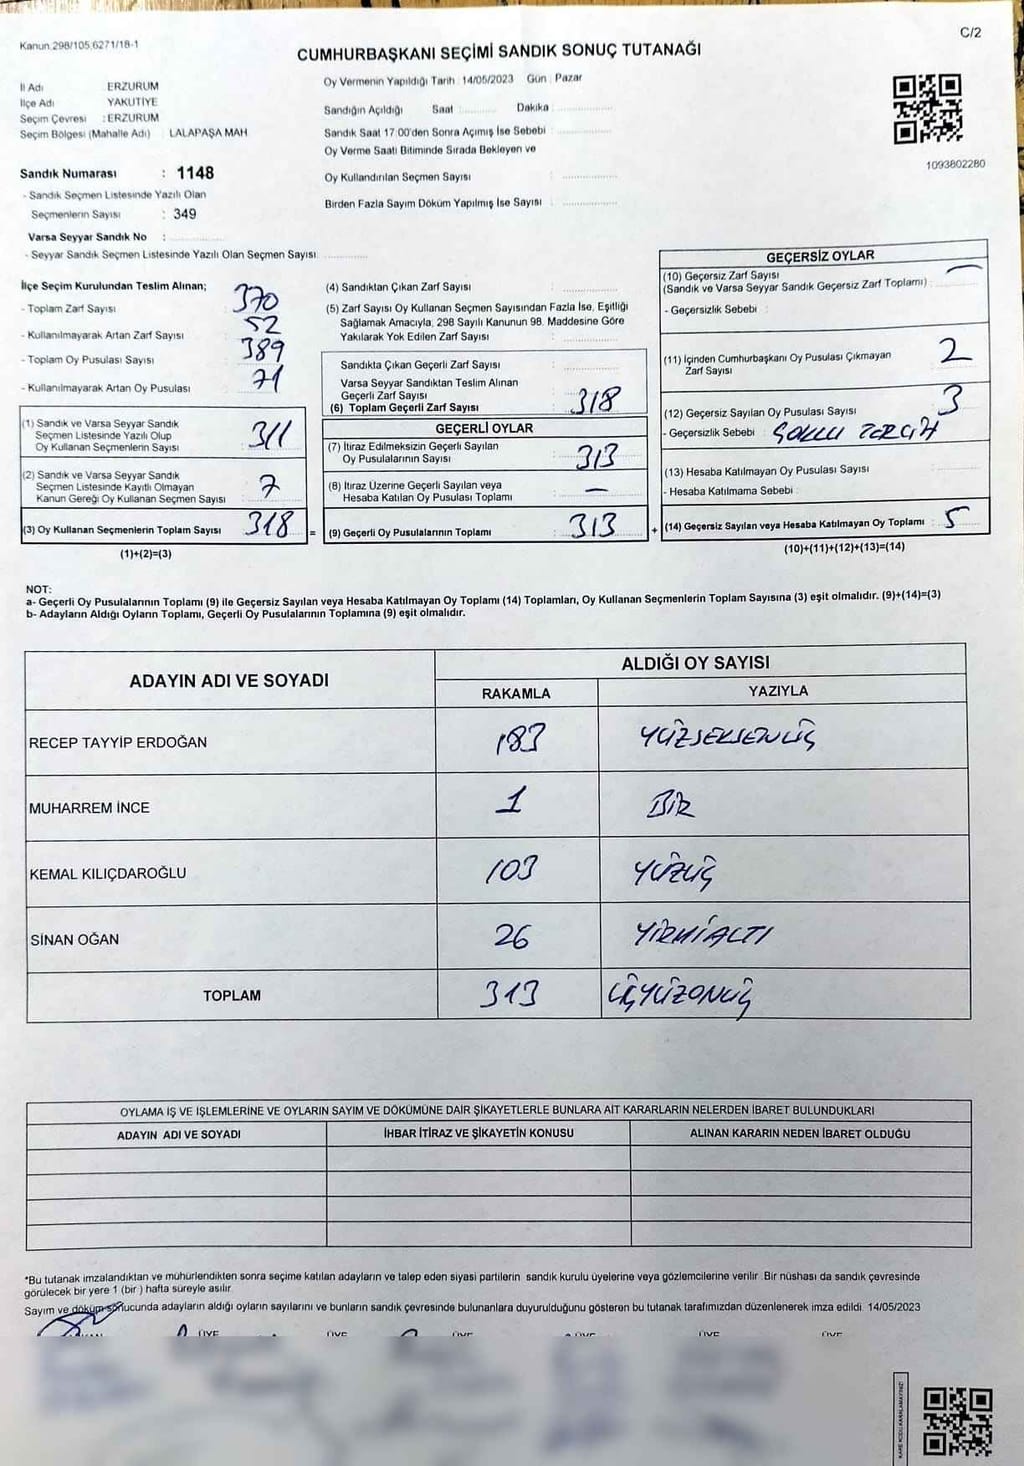 Kanun.298/105.6271/18-1
C/2
CUMHURBAŞKANI SEÇİMİ SANDIK SONUÇ TUTANAĞI
İl Adı ERZURUM
İlçe Adı YAKUTİYE
Seçim Çevresi : ERZURUM
Seçim Bölgesi (Mahalle Adı) LALAPAŞA MAH
Sandık Numarası : 1148
- Sandık Seçmen Listesinde Yazılı Olan
Seçmenlerin Sayısı : 349
Varsa Seyyar Sandık No :
- Seyyar Sandık Seçmen Listesinde Yazılı Olan Seçmen Sayısı:
Oy Vermenin Yapıldığı Tarih : 14/05/2023 Gün : Pazar
Sandığın Açıldığı Saat Dakika
Sandık Saat 17.00'den Sonra Açımış İse Sebebi
Oy Verme Saati Bitiminde Sırada Bekleyen ve
Oy Kullandırılan Seçmen Sayısı
Birden Fazla Sayım Döküm Yapılmış İse Sayısı
1093802280
İlçe Seçim Kurulundan Teslim Alınan;
- Toplam Zarf Sayısı 370
- Kullanılmayarak Artan Zarf Sayısı 52
- Toplam Oy Pusulası Sayısı 389
- Kullanılmayarak Artan Oy Pusulası 71
(1) Sandık ve Varsa Seyyar Sandık
Seçmen Listesinde Yazılı Olup
Oy Kullanan Seçmenlerin Sayısı 311
(2) Sandık ve Varsa Seyyar Sandık
Seçmen Listesinde Kayıtlı Olmayan
Kanun Gereği Oy Kullanan Seçmen Sayısı 7
(3) Oy Kullanan Seçmenlerin Toplam Sayısı 318 =
(1)+(2)=(3)
(4) Sandıktan Çıkan Zarf Sayısı :
(5) Zarf Sayısı Oy Kullanan Seçmen Sayısından Fazla İse, Eşitliği
Sağlamak Amacıyla, 298 Sayılı Kanunun 98. Maddesine Göre
Yakılarak Yok Edilen Zarf Sayısı :
Sandıkta Çıkan Geçerli Zarf Sayısı :
Varsa Seyyar Sandıktan Teslim Alınan
Geçerli Zarf Sayısı :
(6) Toplam Geçerli Zarf Sayısı : 318
GEÇERLİ OYLAR
(7) İtiraz Edilmeksizin Geçerli Sayılan
Oy Pusulalarının Sayısı 313
(8) İtiraz Üzerine Geçerli Sayılan veya
Hesaba Katılan Oy Pusulası Toplamı : —
(9) Geçerli Oy Pusulalarının Toplamı : 313 +
GEÇERSİZ OYLAR
(10) Geçersiz Zarf Sayısı —
(Sandık ve Varsa Seyyar Sandık Geçersiz Zarf Toplamı) :
- Geçersizlik Sebebi :
(11) İçinden Cumhurbaşkanı Oy Pusulası Çıkmayan
Zarf Sayısı 2
(12) Geçersiz Sayılan Oy Pusulası Sayısı 3
- Geçersizlik Sebebi :
(13) Hesaba Katılmayan Oy Pusulası Sayısı
- Hesaba Katılmama Sebebi
(14) Geçersiz Sayılan veya Hesaba Katılmayan Oy Toplamı : 5
(10)+(11)+(12)+(13)=(14)
NOT:
a- Geçerli Oy Pusulalarının Toplamı (9) ile Geçersiz Sayılan veya Hesaba Katılmayan Oy Toplamı (14) Toplamları, Oy Kullanan Seçmenlerin Toplam Sayısına (3) eşit olmalıdır. (9)+(14)=(3)
b- Adayların Aldığı Oyların Toplamı, Geçerli Oy Pusulalarının Toplamına (9) eşit olmalıdır.
ADAYIN ADI VE SOYADI ALDIĞI OY SAYISI
RAKAMLA YAZIYLA
RECEP TAYYİP ERDOĞAN 183 YÜZSEKSENÜÇ
MUHARREM İNCE 1 BİR
KEMAL KILIÇDAROĞLU 103 YÜZÜÇ
SİNAN OĞAN 26 YİRMİALTI
TOPLAM 313 ÜÇYÜZONÜÇ
OYLAMA İŞ VE İŞLEMLERİNE VE OYLARIN SAYIM VE DÖKÜMÜNE DAİR ŞİKAYETLERLE BUNLARA AİT KARARLARIN NELERDEN İBARET BULUNDUKLARI
ADAYIN ADI VE SOYADI İHBAR İTİRAZ VE ŞİKAYETİN KONUSU ALINAN KARARIN NEDEN İBARET OLDUĞU
*Bu tutanak imzalandıktan ve mühürlendikten sonra seçime katılan adayların ve talep eden siyasi partilerin sandık kurulu üyelerine veya gözlemcilerine verilir. Bir nüshası da sandık çevresinde
görülecek bir yere 1 (bir) hafta süreyle asılır.
Sayım ve döküm sonucunda adayların aldığı oyların sayılarını ve bunların sandık çevresinde bulunanlara duyurulduğunu gösteren bu tutanak tarafımızdan düzenlenerek imza edildi. 14/05/2023
ÜYE ÜYE ÜYE ÜYE ÜYE ÜYE
KARE KODU KARALAMAYINIZ!